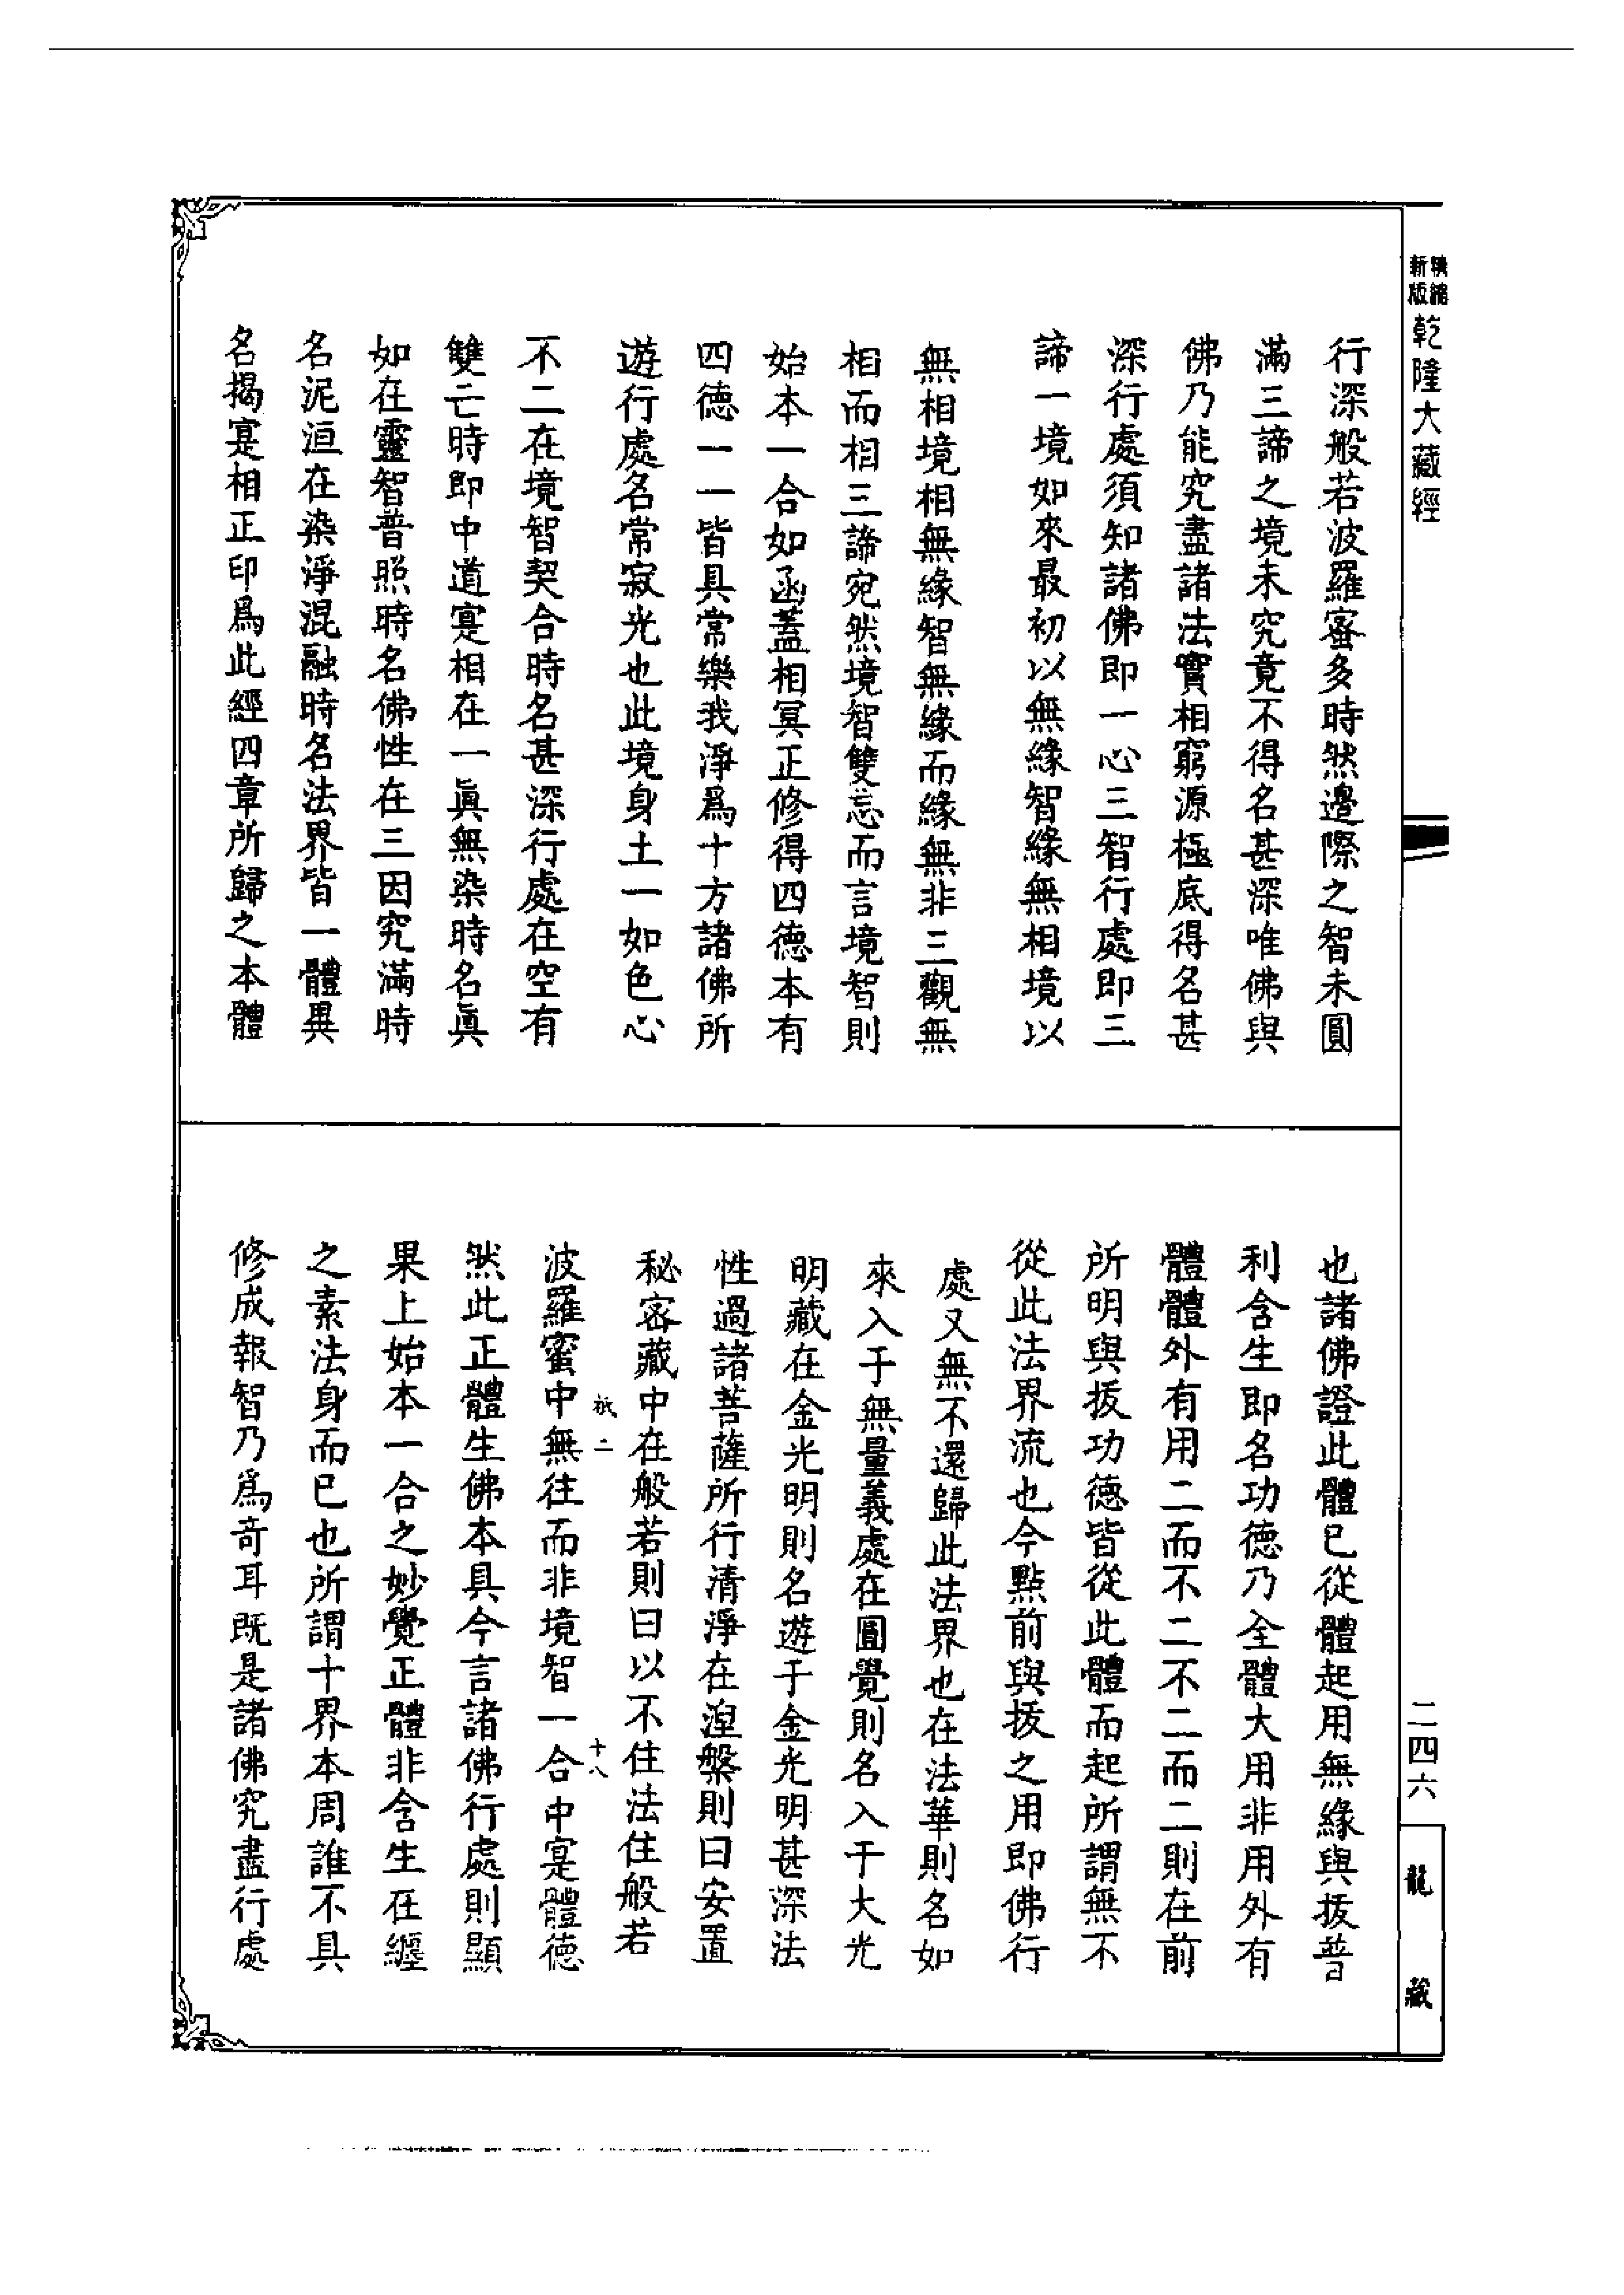 精縮新版乾隆大藏經
行深般若波羅蜜多時然邊際之智未圓
滿三諦之境未究竟不得名甚深唯佛與
佛乃能究盡諸法實相窮源極底得名甚
深行處須知諸佛即一心三智行處即三
諦一境如來最初以無緣智緣無相境以
無相境相無緣智無緣而緣無非三觀無
相而相三諦宛然境智雙忘而言境智則
始本一合如函蓋相冥正修得四德本有
四德一一皆具常樂我淨爲十方諸佛所
遊行處名常寂光也此境身土一如色心
不二在境智契合時名甚深行處在空有
雙亡時即中道寔相在一眞無染時名眞
如在靈智普照時名佛性在三因究滿時
名泥洹在染淨混融時名法界皆一體異
名揭寔相正印爲此經四章所歸之本體
也諸佛證此體已從體起用無緣與拔普
利含生即名功德乃全體大用非用外有
體體外有用二而不二不二而二則在前
所明與拔功德皆從此體而起所謂無不
從此法界流也今點前與拔之用即佛行
處又無不還歸此法界也在法華則名如
來入于無量義處在圓覺則名入于大光
明藏在金光明則名遊于金光明甚深法
性過諸菩薩所行清淨在涅槃則曰安置
秘密藏中在般若則曰以不住法住般若
秖二 十八
波羅蜜中無往而非境智一合中寔體德
然此正體生佛本具今言諸佛行處則顯
果上始本一合之妙覺正體非含生在纏
之素法身而已也所謂十界本周誰不具
修成報智乃爲奇耳既是諸佛究盡行處
二四六
龍藏